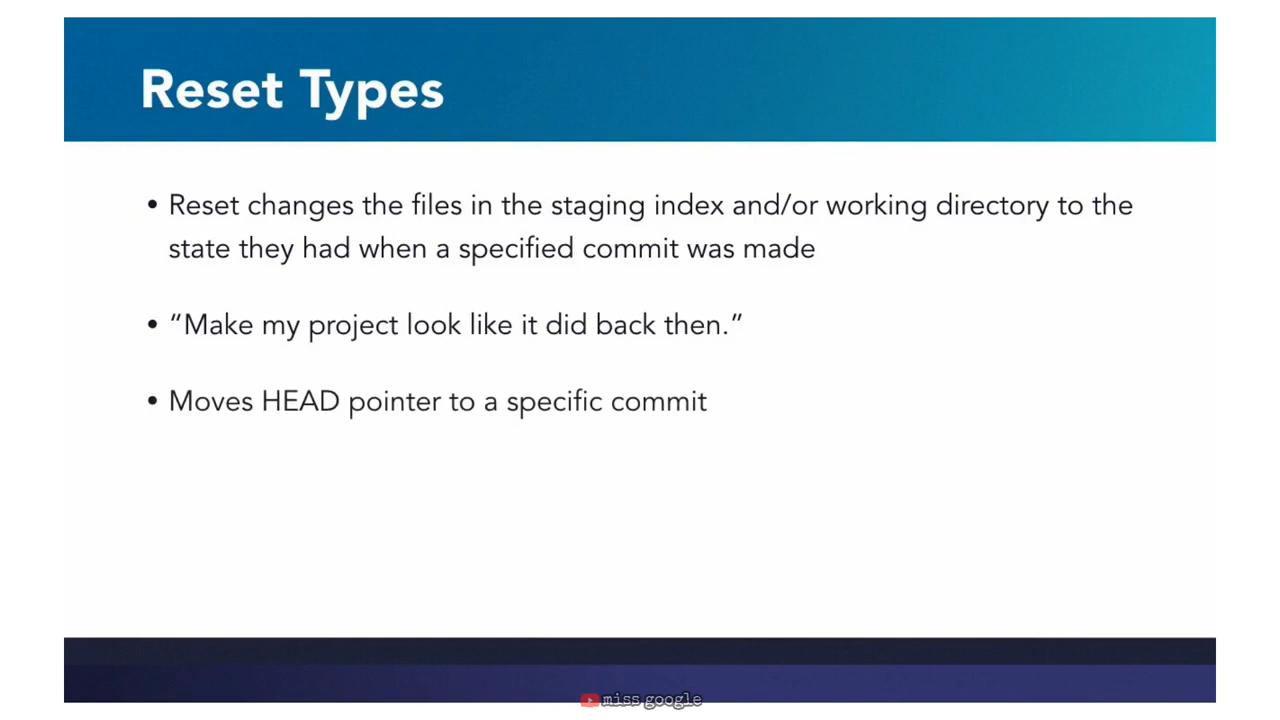 Reset Types
• Reset changes the files in the staging index and/or working directory to the
state they had when a specified commit was made
• “Make my project look like it did back then.”
• Moves HEAD pointer to a specific commit
miss google